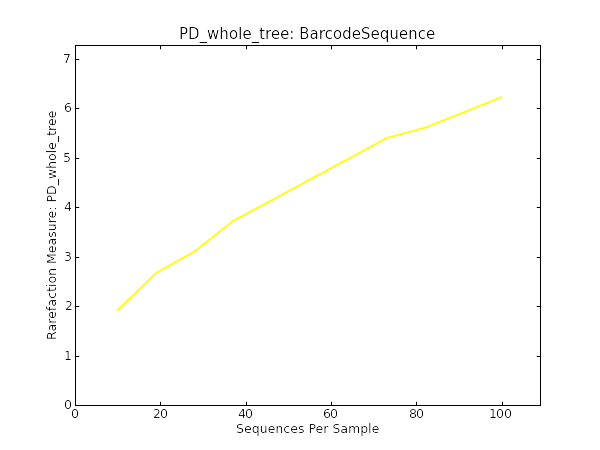 PD_whole_tree: BarcodeSequence
Rarefaction Measure: PD_whole_tree
7
6
5
4
3
2
1
0
0 20 40 60 80 100
Sequences Per Sample